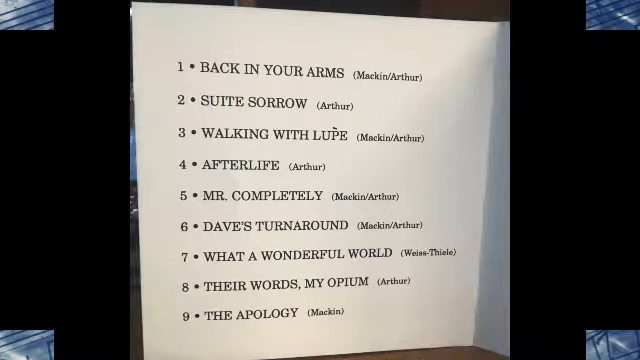 1 • BACK IN YOUR ARMS (Mackin/Arthur)
2 • SUITE SORROW (Arthur)
3 • WALKING WITH LUPE (Mackin/Arthur)
4 • AFTERLIFE (Arthur)
5 • MR. COMPLETELY (Mackin/Arthur)
6 • DAVE'S TURNAROUND (Mackin/Arthur)
7 • WHAT A WONDERFUL WORLD (Weiss-Thiele)
8 • THEIR WORDS, MY OPIUM (Arthur)
9 • THE APOLOGY (Mackin)